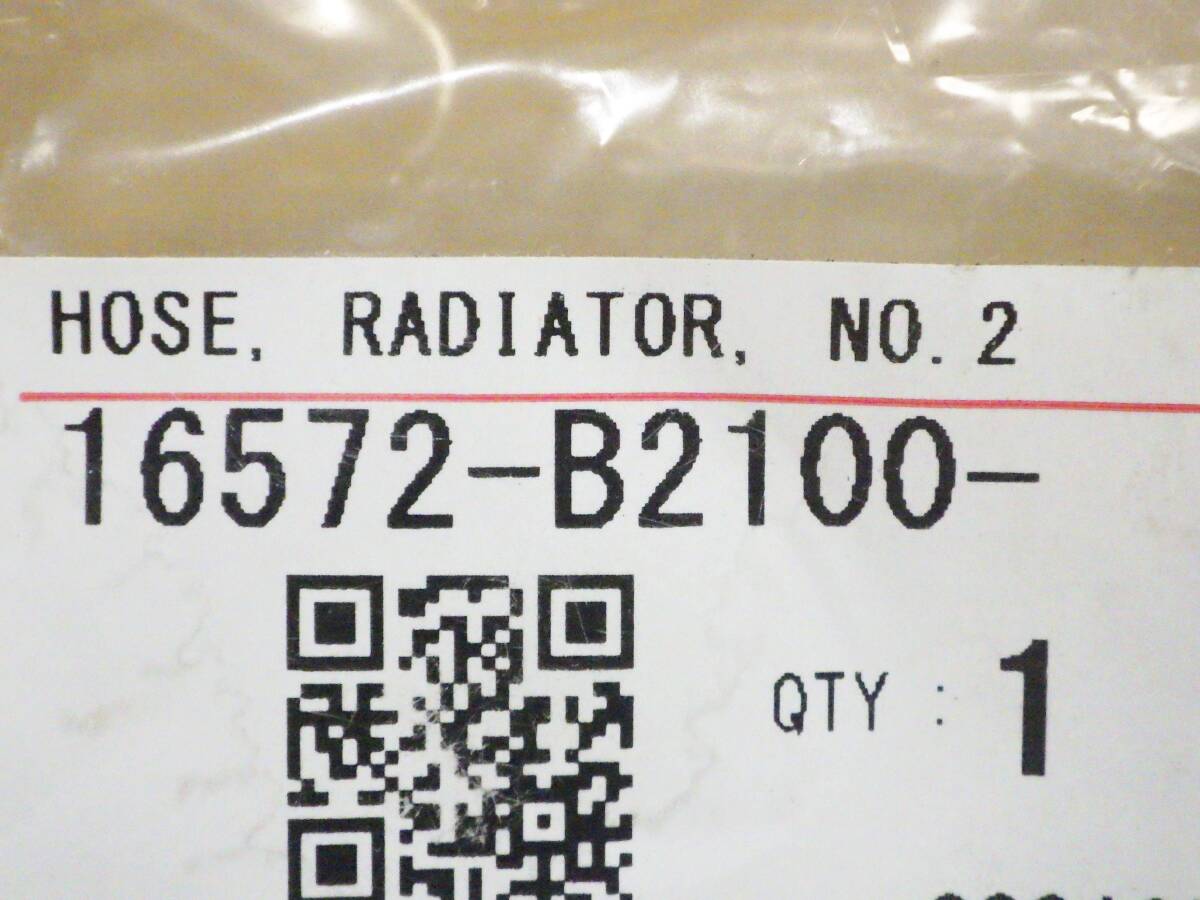 HOSE, RADIATOR, NO.2
16572-B2100-
QTY : 1